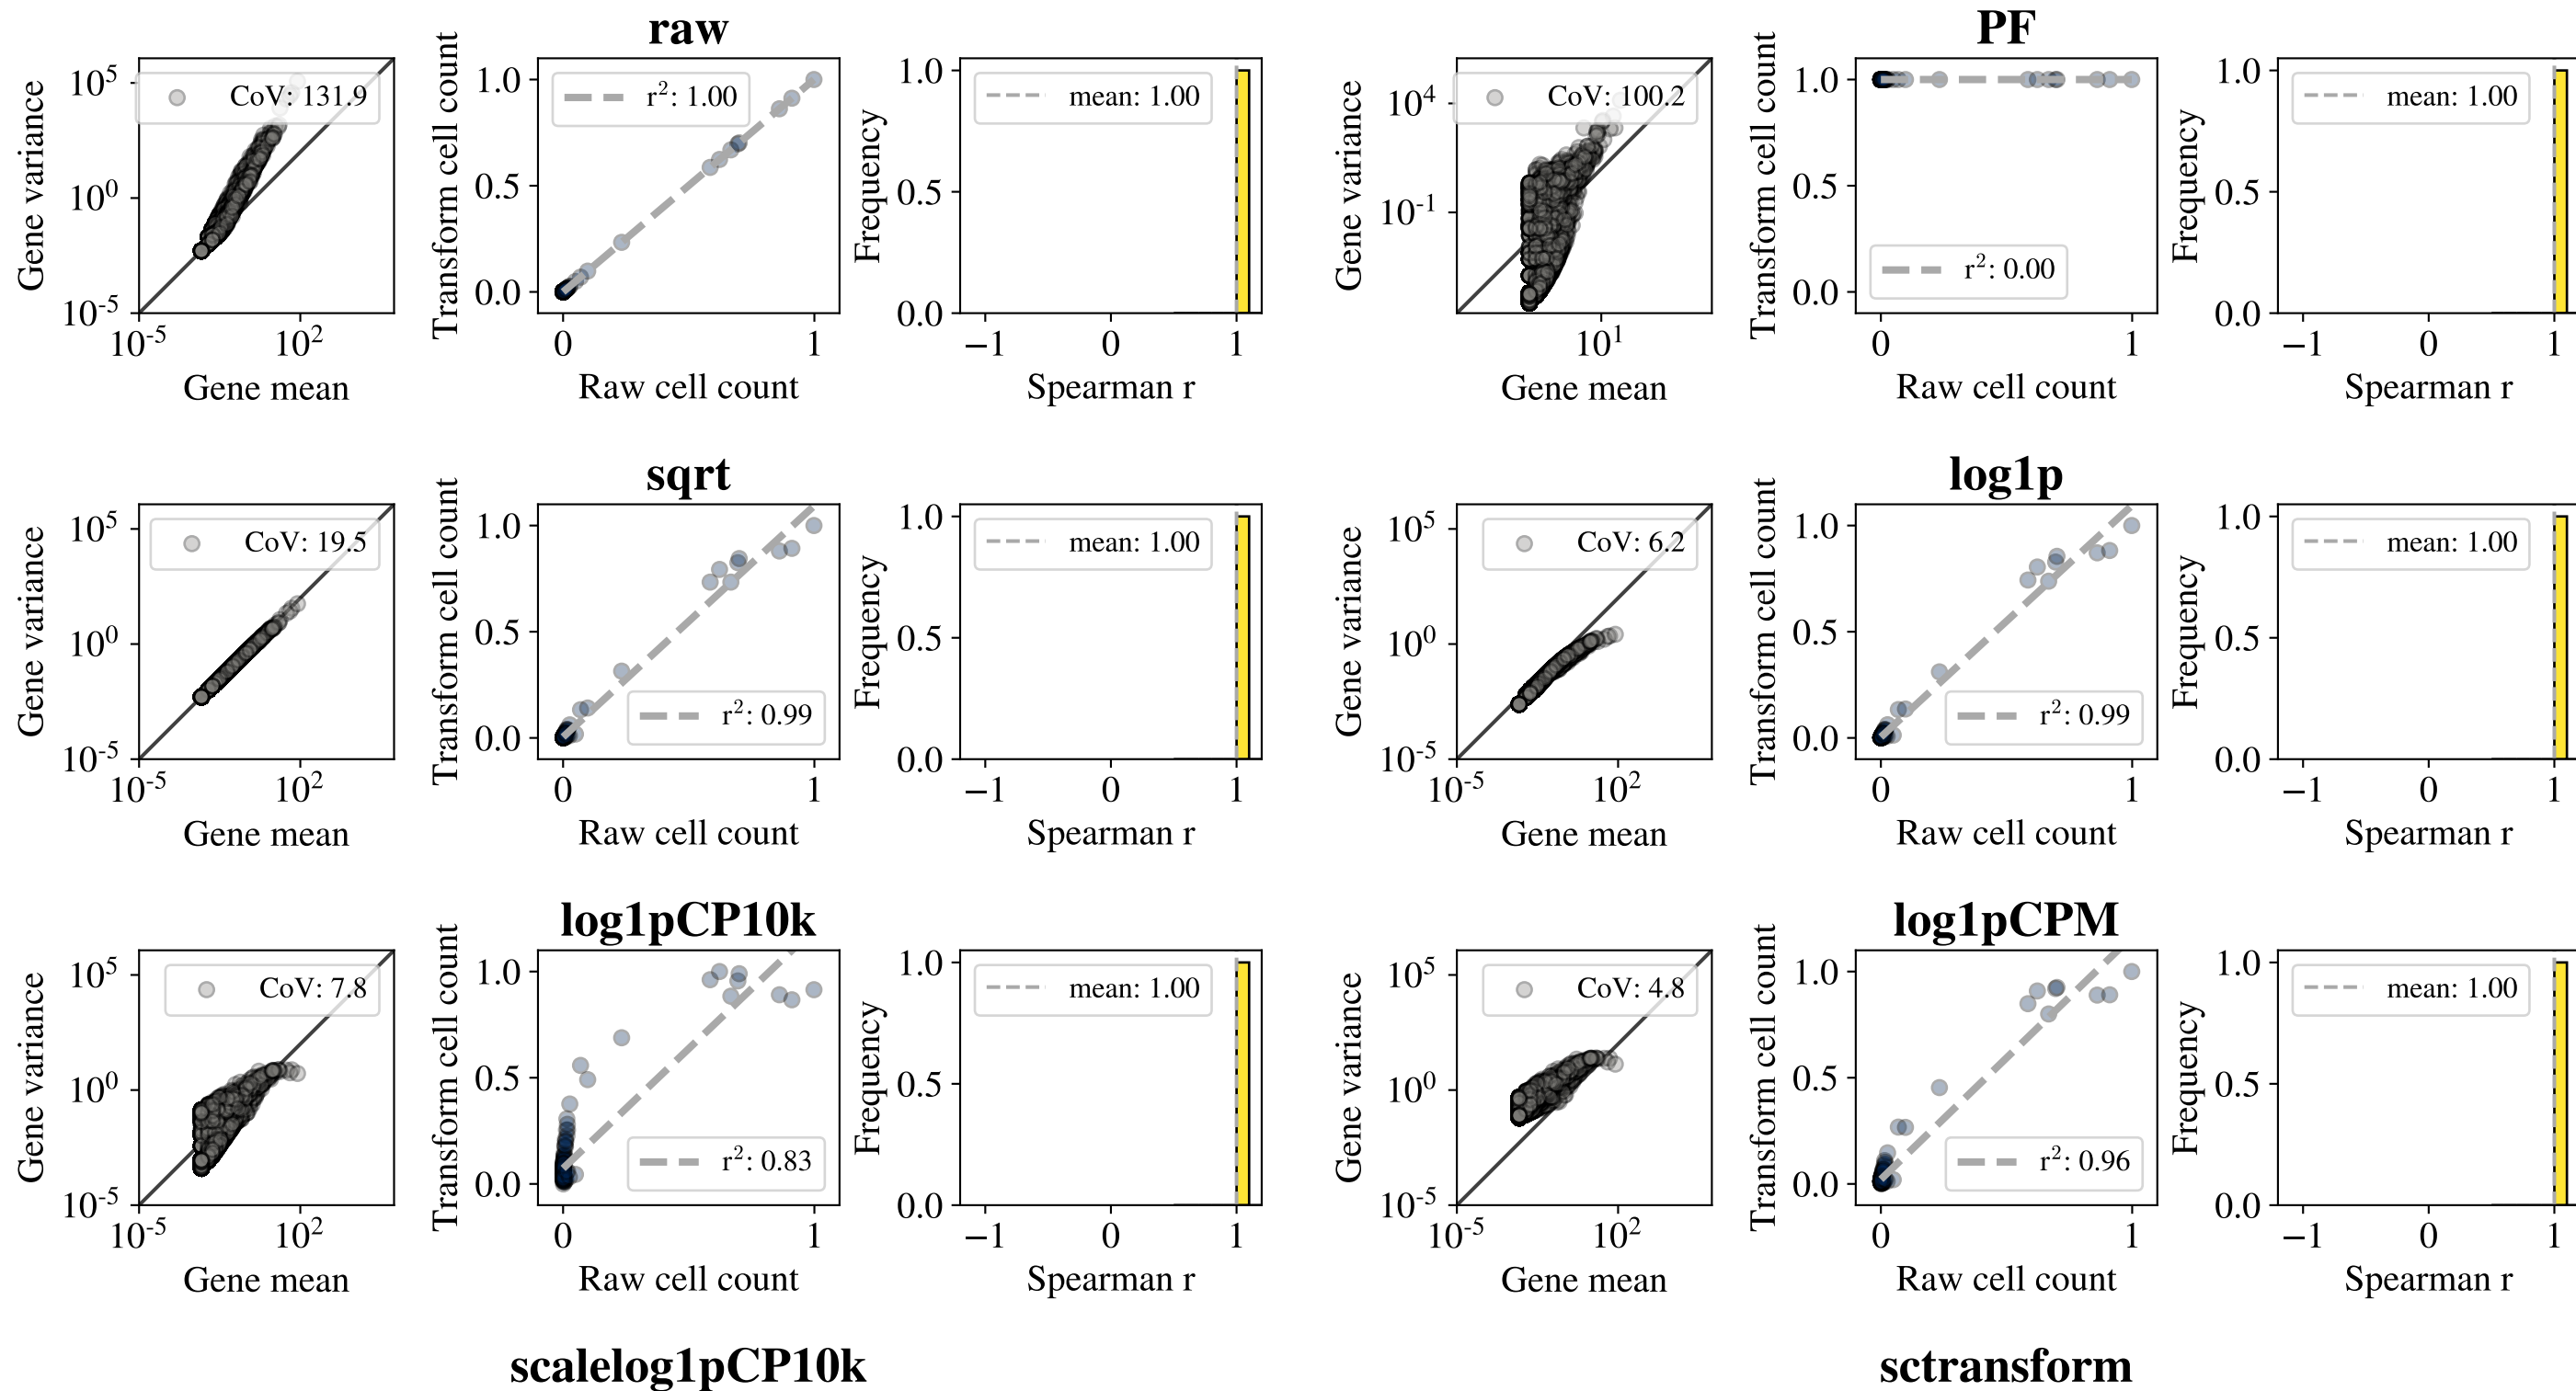 raw
PF
Gene variance
10^5
10^0
10^-5
CoV: 131.9
10^-5
10^2
Gene mean
Transform cell count
1.0
0.5
0.0
r²: 1.00
0
1
Raw cell count
Frequency
1.0
0.5
0.0
mean: 1.00
−1
0
1
Spearman r
Gene variance
10^4
10^-1
CoV: 100.2
10^1
Gene mean
Transform cell count
1.0
0.5
0.0
r²: 0.00
0
1
Raw cell count
Frequency
1.0
0.5
0.0
mean: 1.00
−1
0
1
Spearman r
sqrt
log1p
Gene variance
10^5
10^0
10^-5
CoV: 19.5
10^-5
10^2
Gene mean
Transform cell count
1.0
0.5
0.0
r²: 0.99
0
1
Raw cell count
Frequency
1.0
0.5
0.0
mean: 1.00
−1
0
1
Spearman r
Gene variance
10^5
10^0
10^-5
CoV: 6.2
10^-5
10^2
Gene mean
Transform cell count
1.0
0.5
0.0
r²: 0.99
0
1
Raw cell count
Frequency
1.0
0.5
0.0
mean: 1.00
−1
0
1
Spearman r
log1pCP10k
log1pCPM
Gene variance
10^5
10^0
10^-5
CoV: 7.8
10^-5
10^2
Gene mean
Transform cell count
1.0
0.5
0.0
r²: 0.83
0
1
Raw cell count
Frequency
1.0
0.5
0.0
mean: 1.00
−1
0
1
Spearman r
Gene variance
10^5
10^0
10^-5
CoV: 4.8
10^-5
10^2
Gene mean
Transform cell count
1.0
0.5
0.0
r²: 0.96
0
1
Raw cell count
Frequency
1.0
0.5
0.0
mean: 1.00
−1
0
1
Spearman r
scalelog1pCP10k
sctransform